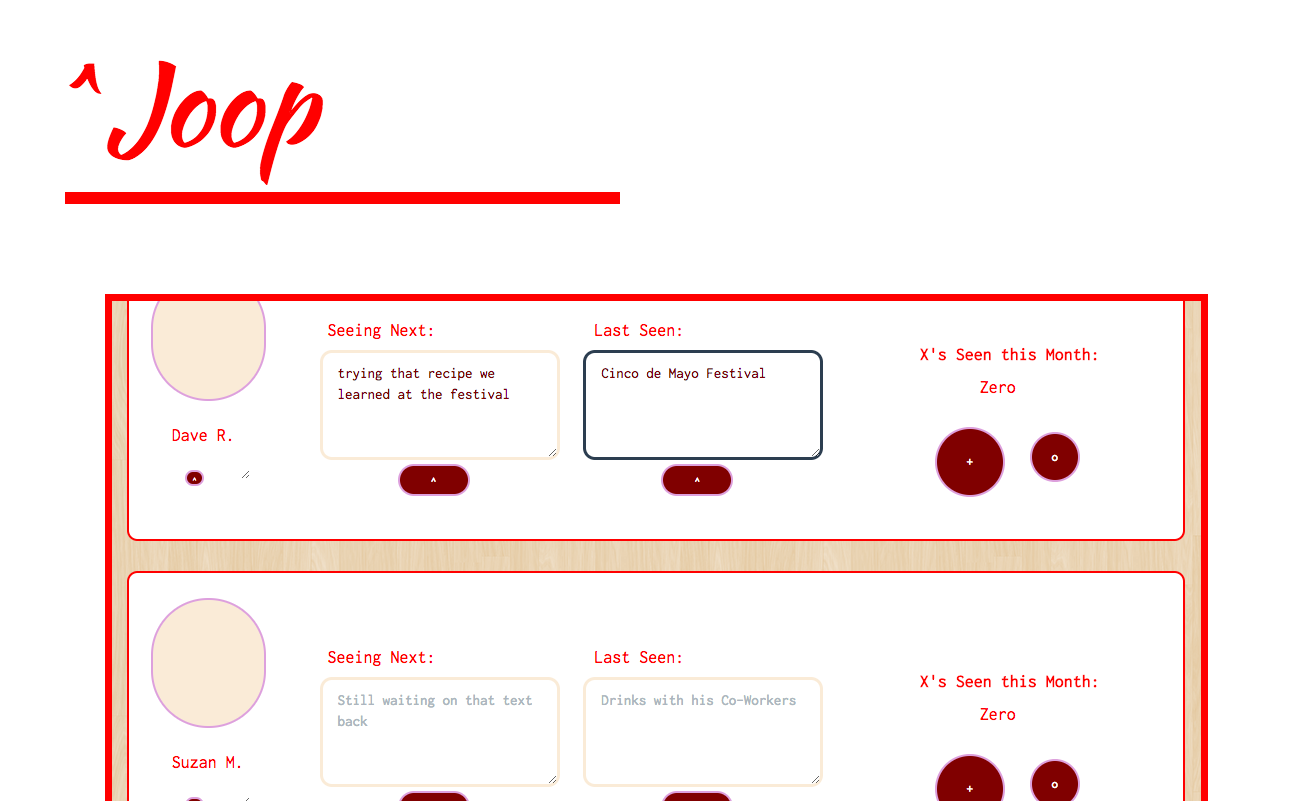 ^ Joop
Seeing Next:
Last Seen:
trying that recipe we
learned at the festival
Cinco de Mayo Festival
X's Seen this Month:
Zero
Dave R.
^
^
^
+
o
Seeing Next:
Last Seen:
Still waiting on that text
back
Drinks with his Co-Workers
X's Seen this Month:
Zero
Suzan M.
+
o